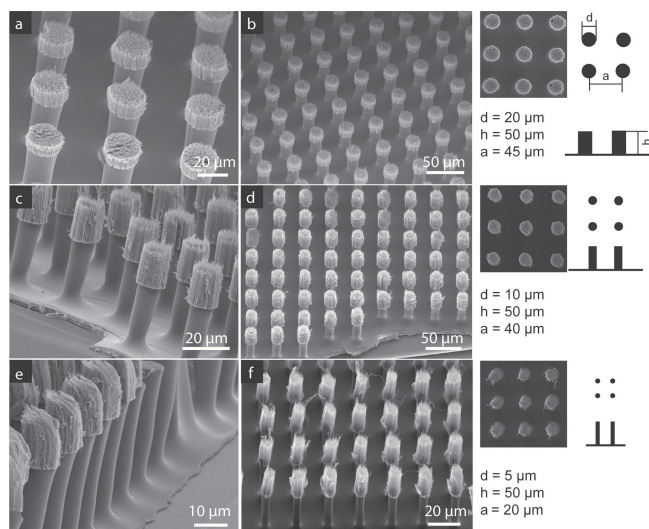 a
20 µm
b
50 µm
d
a
d = 20 µm
h = 50 µm
a = 45 µm
h
c
20 µm
d
50 µm
d = 10 µm
h = 50 µm
a = 40 µm
e
10 µm
f
20 µm
d = 5 µm
h = 50 µm
a = 20 µm